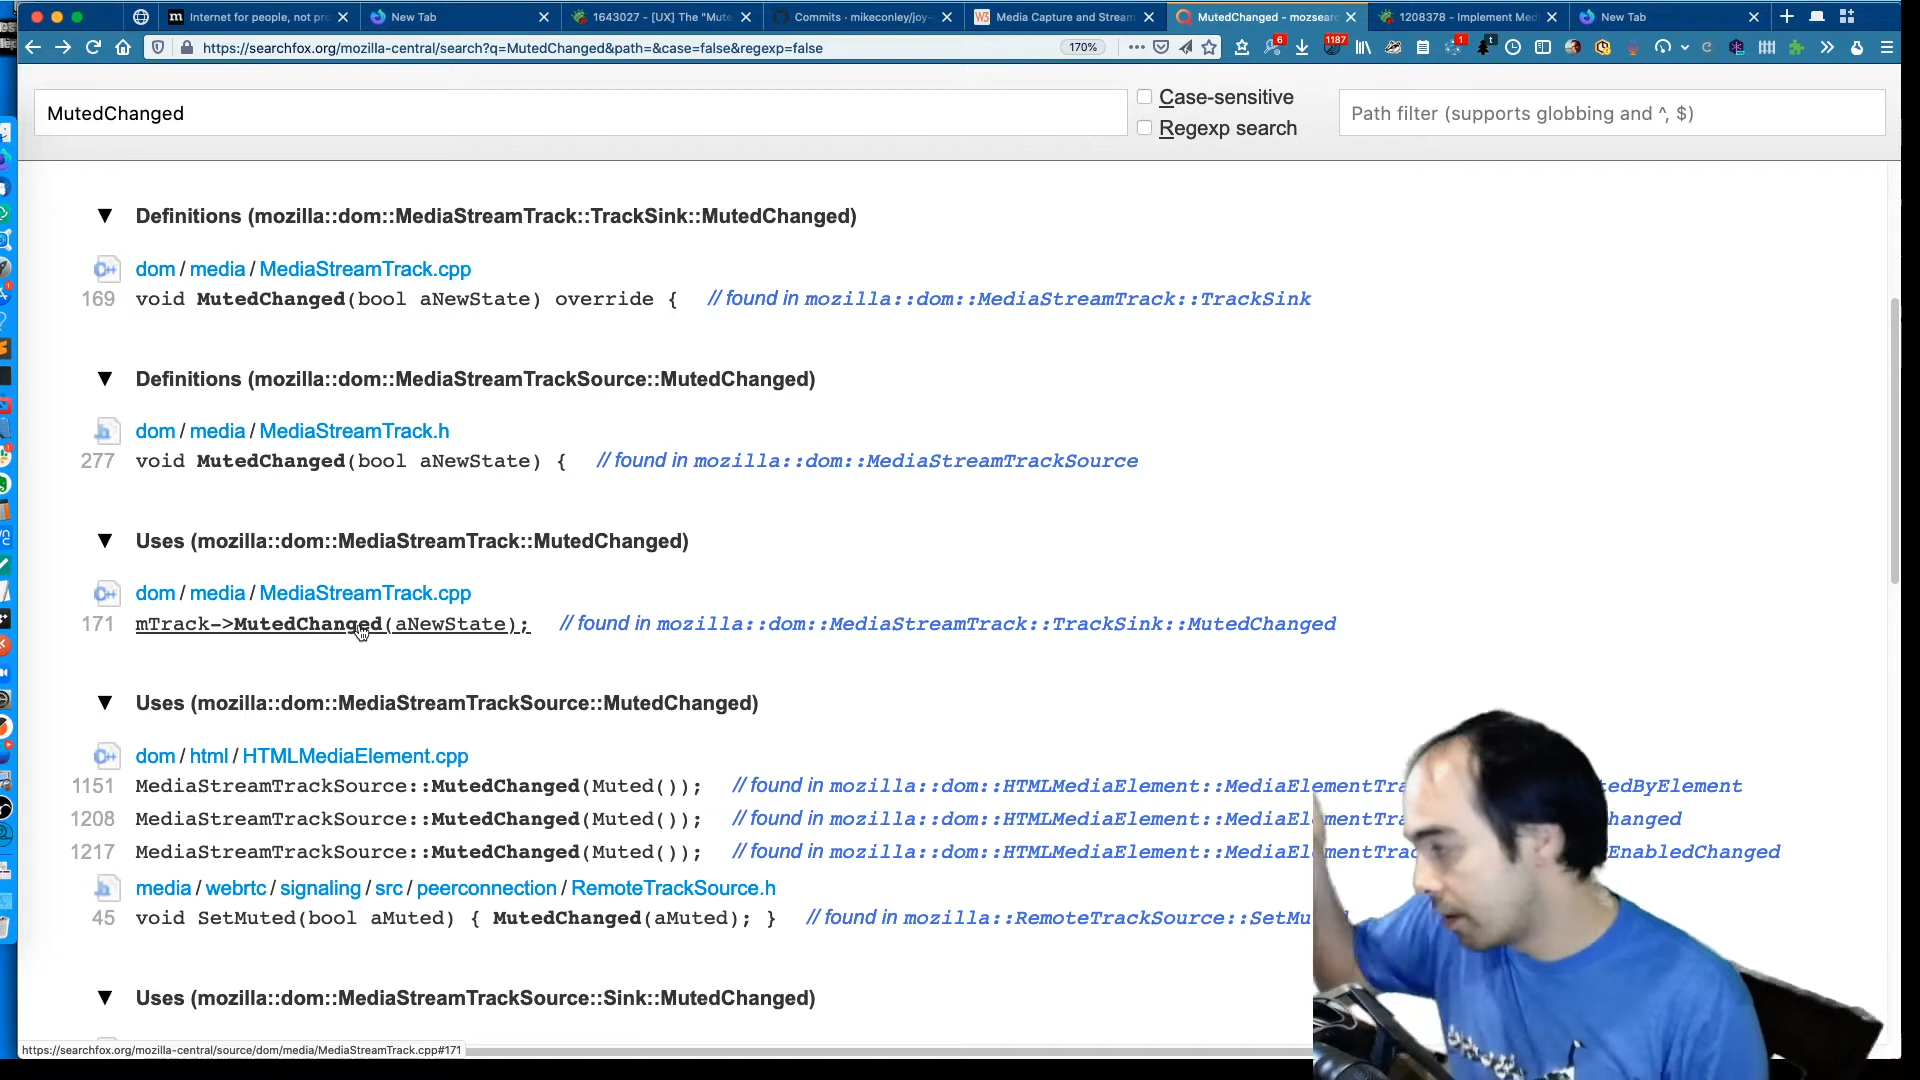 Internet for people, not pro
New Tab
1643027 - [UX] The "Mute
Commits · mikeconley/joy-
Media Capture and Stream
MutedChanged - mozsearc
1208378 - Implement Med
New Tab
https://searchfox.org/mozilla-central/search?q=MutedChanged&path=&case=false&regexp=false
170%
6
1187
1
t
MutedChanged
Case-sensitive
Regexp search
Path filter (supports globbing and ^, $)
Definitions (mozilla::dom::MediaStreamTrack::TrackSink::MutedChanged)
dom / media / MediaStreamTrack.cpp
169 void MutedChanged(bool aNewState) override { // found in mozilla::dom::MediaStreamTrack::TrackSink
Definitions (mozilla::dom::MediaStreamTrackSource::MutedChanged)
dom / media / MediaStreamTrack.h
277 void MutedChanged(bool aNewState) { // found in mozilla::dom::MediaStreamTrackSource
Uses (mozilla::dom::MediaStreamTrack::MutedChanged)
dom / media / MediaStreamTrack.cpp
171 mTrack->MutedChanged(aNewState); // found in mozilla::dom::MediaStreamTrack::TrackSink::MutedChanged
Uses (mozilla::dom::MediaStreamTrackSource::MutedChanged)
dom / html / HTMLMediaElement.cpp
1151 MediaStreamTrackSource::MutedChanged(Muted()); // found in mozilla::dom::HTMLMediaElement::MediaElementTra tedByElement
1208 MediaStreamTrackSource::MutedChanged(Muted()); // found in mozilla::dom::HTMLMediaElement::MediaElementTra hanged
1217 MediaStreamTrackSource::MutedChanged(Muted()); // found in mozilla::dom::HTMLMediaElement::MediaElementTrac EnabledChanged
media / webrtc / signaling / src / peerconnection / RemoteTrackSource.h
45 void SetMuted(bool aMuted) { MutedChanged(aMuted); } // found in mozilla::RemoteTrackSource::SetMu
Uses (mozilla::dom::MediaStreamTrackSource::Sink::MutedChanged)
https://searchfox.org/mozilla-central/source/dom/media/MediaStreamTrack.cpp#171